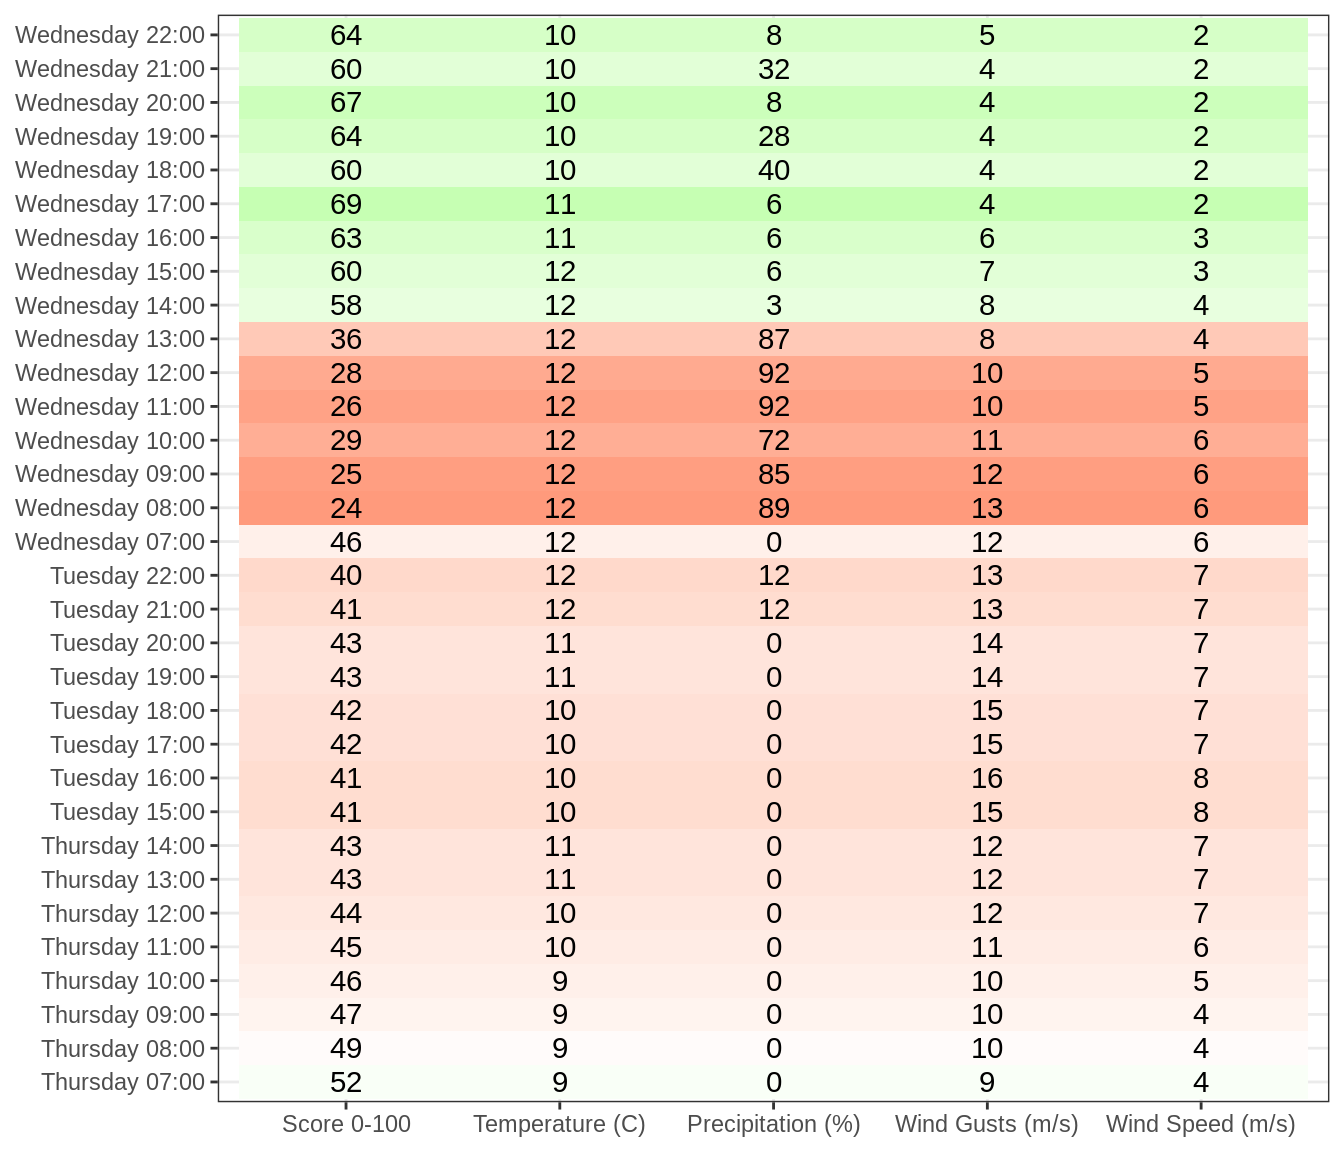 Wednesday 22:00 64 10 8 5 2
Wednesday 21:00 60 10 32 4 2
Wednesday 20:00 67 10 8 4 2
Wednesday 19:00 64 10 28 4 2
Wednesday 18:00 60 10 40 4 2
Wednesday 17:00 69 11 6 4 2
Wednesday 16:00 63 11 6 6 3
Wednesday 15:00 60 12 6 7 3
Wednesday 14:00 58 12 3 8 4
Wednesday 13:00 36 12 87 8 4
Wednesday 12:00 28 12 92 10 5
Wednesday 11:00 26 12 92 10 5
Wednesday 10:00 29 12 72 11 6
Wednesday 09:00 25 12 85 12 6
Wednesday 08:00 24 12 89 13 6
Wednesday 07:00 46 12 0 12 6
Tuesday 22:00 40 12 12 13 7
Tuesday 21:00 41 12 12 13 7
Tuesday 20:00 43 11 0 14 7
Tuesday 19:00 43 11 0 14 7
Tuesday 18:00 42 10 0 15 7
Tuesday 17:00 42 10 0 15 7
Tuesday 16:00 41 10 0 16 8
Tuesday 15:00 41 10 0 15 8
Thursday 14:00 43 11 0 12 7
Thursday 13:00 43 11 0 12 7
Thursday 12:00 44 10 0 12 7
Thursday 11:00 45 10 0 11 6
Thursday 10:00 46 9 0 10 5
Thursday 09:00 47 9 0 10 4
Thursday 08:00 49 9 0 10 4
Thursday 07:00 52 9 0 9 4
Score 0-100 Temperature (C) Precipitation (%) Wind Gusts (m/s) Wind Speed (m/s)